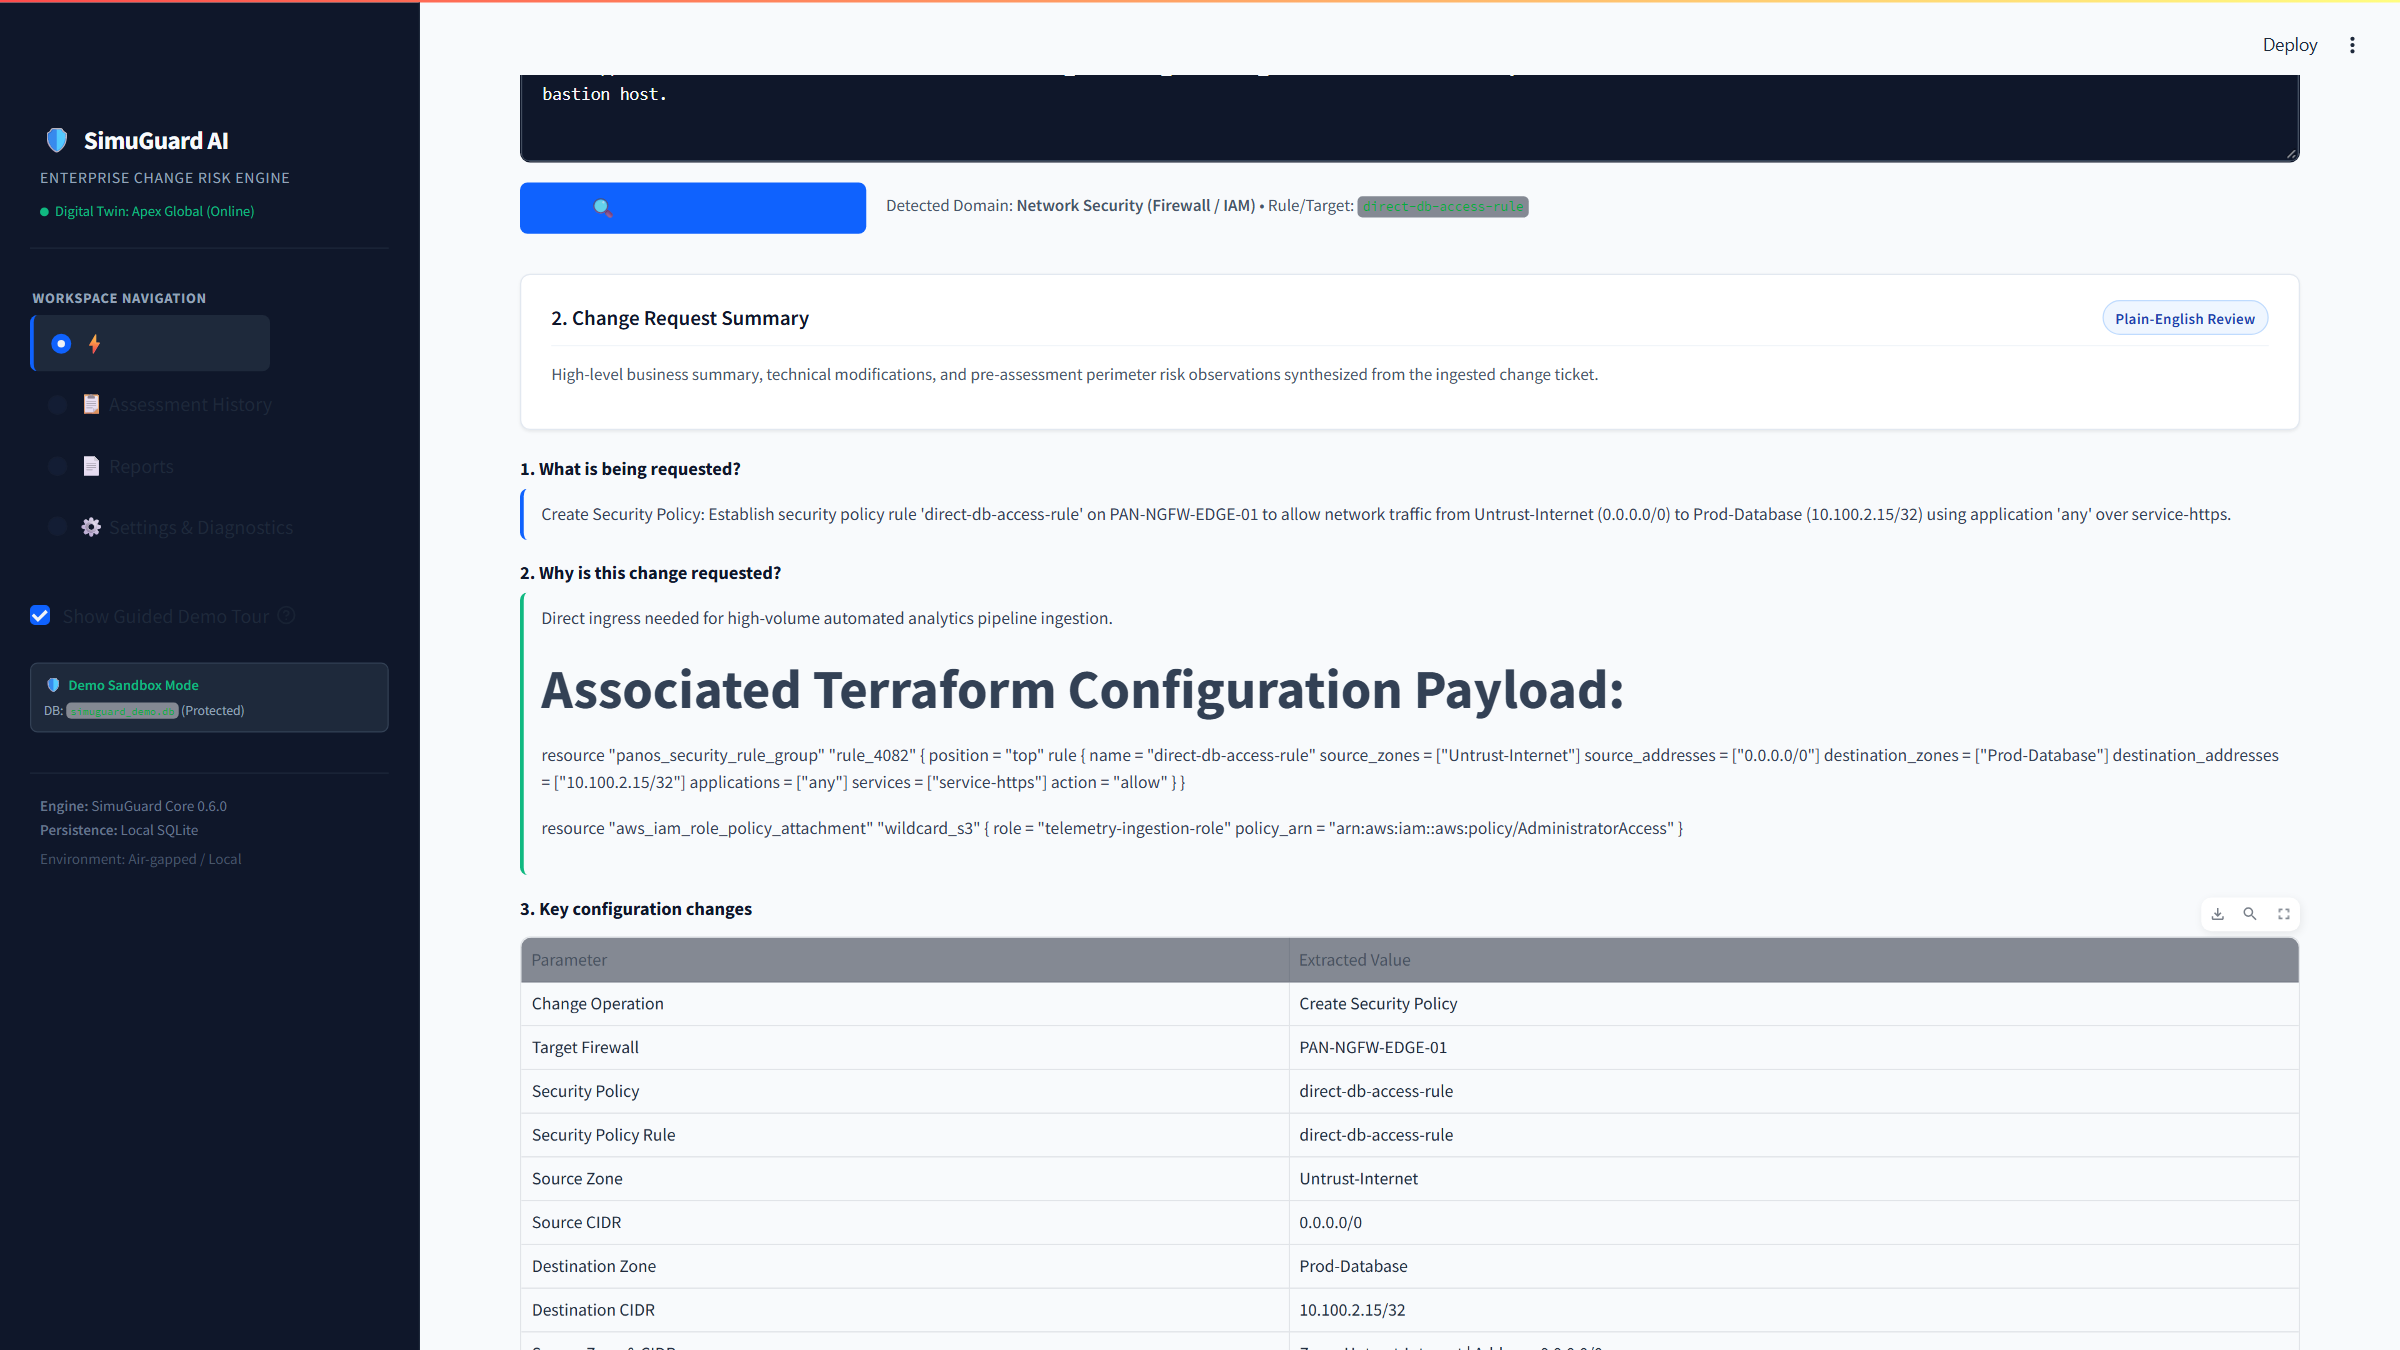 Deploy
bastion host.
SimuGuard AI
ENTERPRISE CHANGE RISK ENGINE
Digital Twin: Apex Global (Online)
WORKSPACE NAVIGATION
Assessment History
Reports
Settings & Diagnostics
Show Guided Demo Tour
Demo Sandbox Mode
DB: simuguard_demo.db (Protected)
Engine: SimuGuard Core 0.6.0
Persistence: Local SQLite
Environment: Air-gapped / Local
Detected Domain: Network Security (Firewall / IAM) • Rule/Target: direct-db-access-rule
2. Change Request Summary
Plain-English Review
High-level business summary, technical modifications, and pre-assessment perimeter risk observations synthesized from the ingested change ticket.
1. What is being requested?
Create Security Policy: Establish security policy rule 'direct-db-access-rule' on PAN-NGFW-EDGE-01 to allow network traffic from Untrust-Internet (0.0.0.0/0) to Prod-Database (10.100.2.15/32) using application 'any' over service-https.
2. Why is this change requested?
Direct ingress needed for high-volume automated analytics pipeline ingestion.
Associated Terraform Configuration Payload:
resource "panos_security_rule_group" "rule_4082" { position = "top" rule { name = "direct-db-access-rule" source_zones = ["Untrust-Internet"] source_addresses = ["0.0.0.0/0"] destination_zones = ["Prod-Database"] destination_addresses
= ["10.100.2.15/32"] applications = ["any"] services = ["service-https"] action = "allow" } }
resource "aws_iam_role_policy_attachment" "wildcard_s3" { role = "telemetry-ingestion-role" policy_arn = "arn:aws:iam::aws:policy/AdministratorAccess" }
3. Key configuration changes
Parameter Extracted Value
Change Operation Create Security Policy
Target Firewall PAN-NGFW-EDGE-01
Security Policy direct-db-access-rule
Security Policy Rule direct-db-access-rule
Source Zone Untrust-Internet
Source CIDR 0.0.0.0/0
Destination Zone Prod-Database
Destination CIDR 10.100.2.15/32